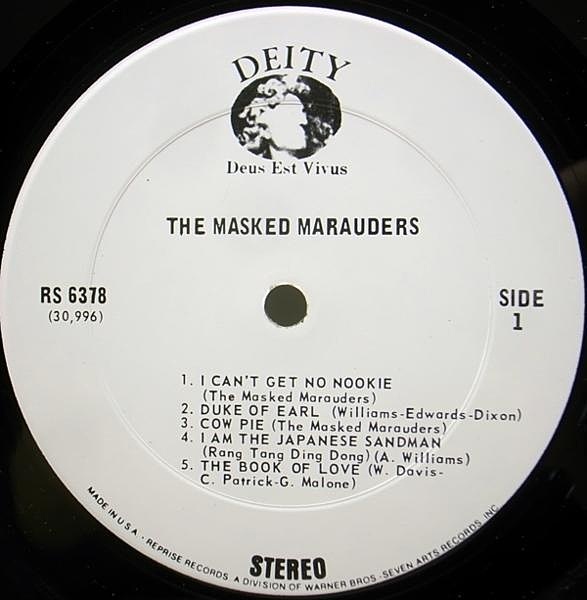 DEITY
Deus Est Vivus
THE MASKED MARAUDERS
RS 6378
(30,996)
SIDE
1
1. I CAN'T GET NO NOOKIE
(The Masked Marauders)
2. DUKE OF EARL (Williams-Edwards-Dixon)
3. COW PIE (The Masked Marauders)
4. I AM THE JAPANESE SANDMAN
(Rang Tang Ding Dong) (A. Williams)
5. THE BOOK OF LOVE (W. Davis-
C. Patrick-G. Malone)
STEREO
MADE IN U.S.A. · REPRISE RECORDS A DIVISION OF WARNER BROS.-SEVEN ARTS RECORDS, INC.